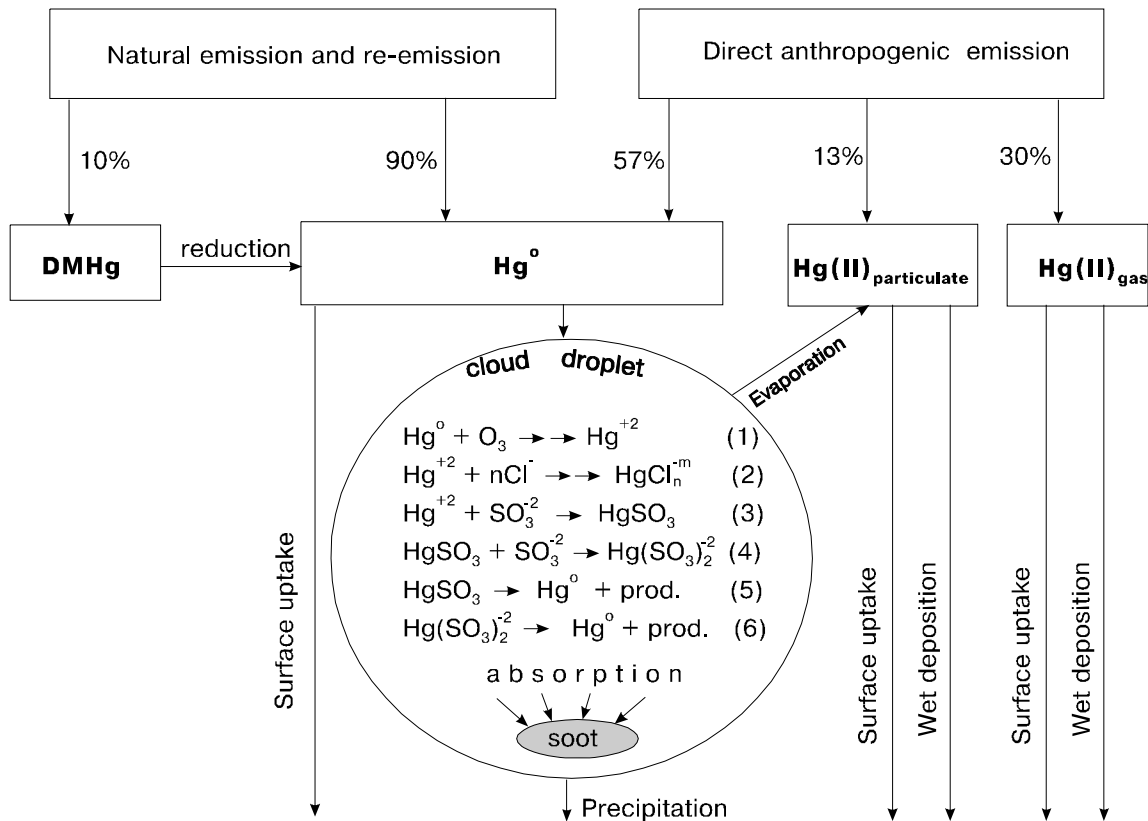 Natural emission and re-emission
Direct anthropogenic emission
10%
90%
57%
13%
30%
DMHg
reduction
Hg°
Hg(II)particulate
Hg(II)gas
cloud droplet
Evaporation
Hg° + O₃ →→ Hg⁺² (1)
Hg⁺² + nCl⁻ →→ HgClₙ⁻ᵐ (2)
Hg⁺² + SO₃⁻² → HgSO₃ (3)
HgSO₃ + SO₃⁻² → Hg(SO₃)₂⁻² (4)
HgSO₃ → Hg° + prod. (5)
Hg(SO₃)₂⁻² → Hg° + prod. (6)
absorption
soot
Surface uptake
Precipitation
Surface uptake
Wet deposition
Surface uptake
Wet deposition